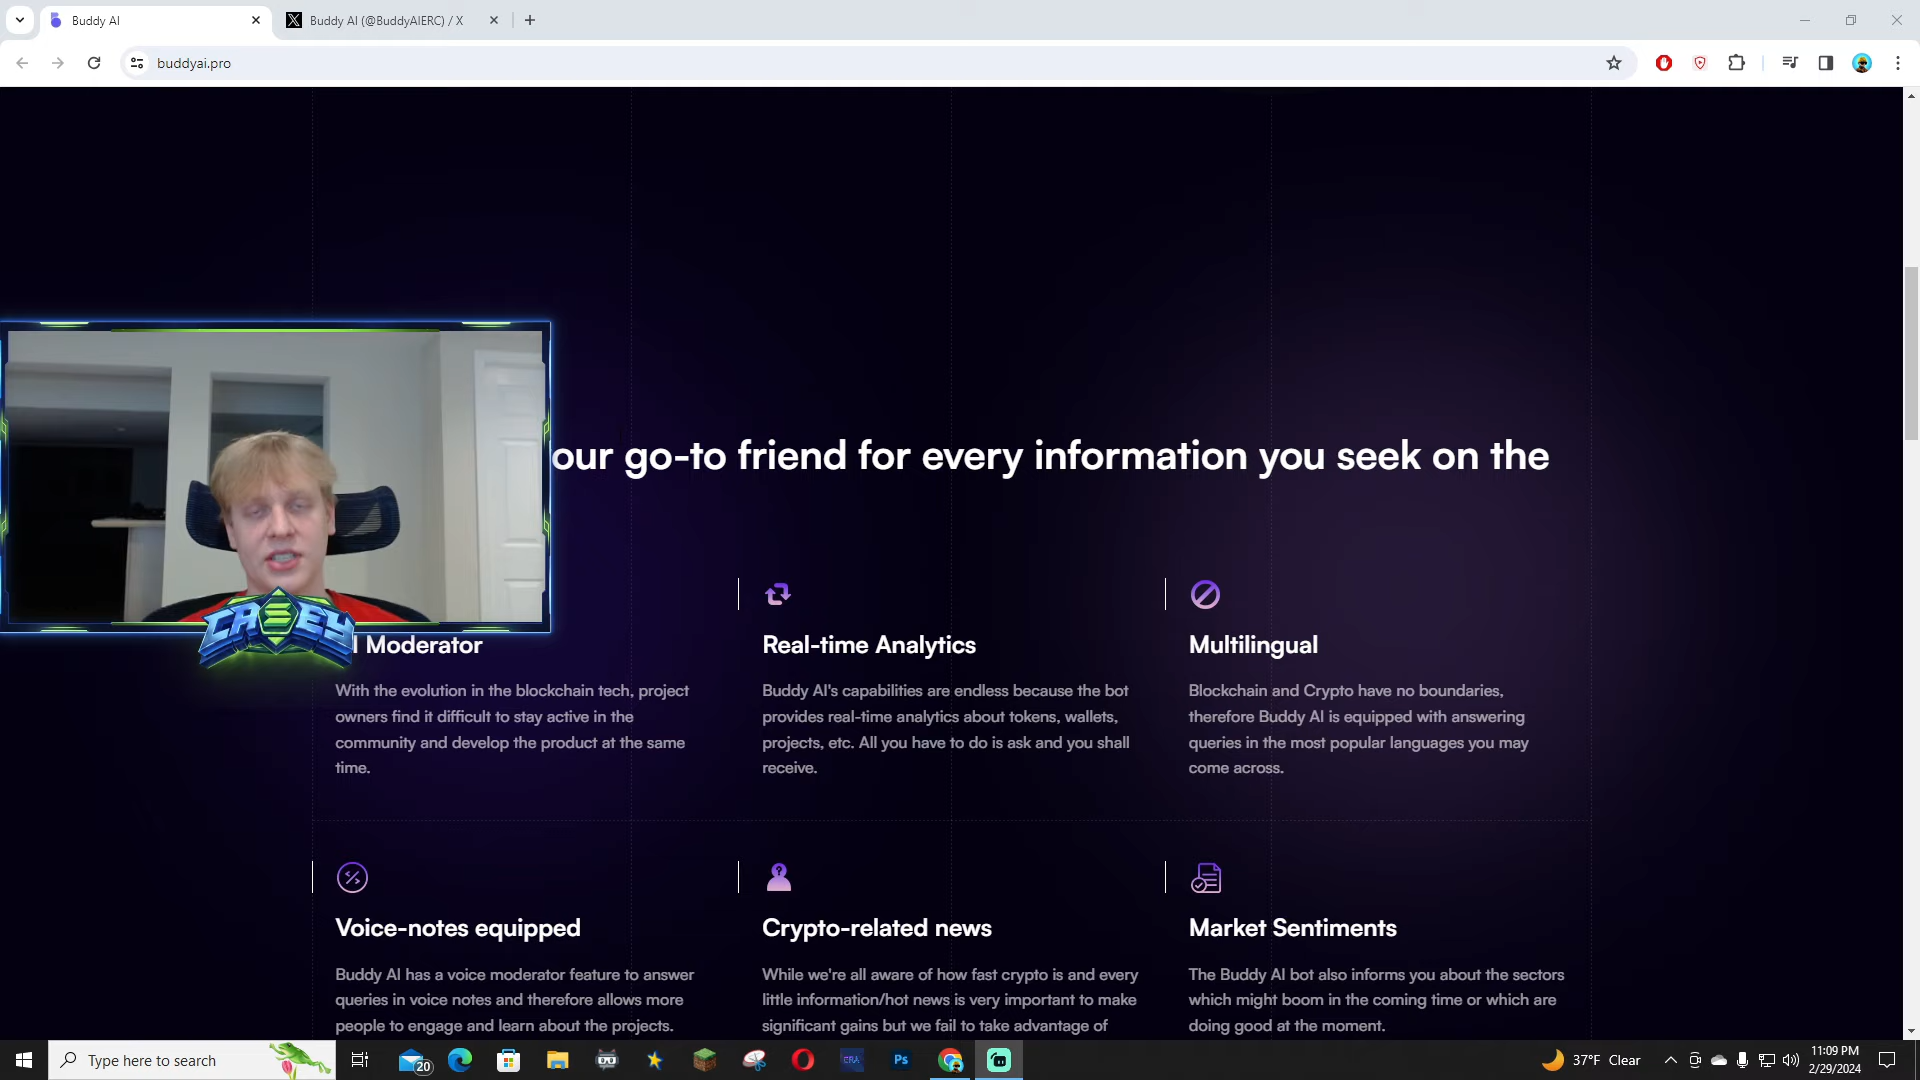 Buddy AI
Buddy AI (@BuddyAIERC) / X
buddyai.pro
our go-to friend for every information you seek on the
CASEY
Moderator
With the evolution in the blockchain tech, project
owners find it difficult to stay active in the
community and develop the product at the same
time.
Real-time Analytics
Buddy AI's capabilities are endless because the bot
provides real-time analytics about tokens, wallets,
projects, etc. All you have to do is ask and you shall
receive.
Multilingual
Blockchain and Crypto have no boundaries,
therefore Buddy AI is equipped with answering
queries in the most popular languages you may
come across.
Voice-notes equipped
Buddy AI has a voice moderator feature to answer
queries in voice notes and therefore allows more
people to engage and learn about the projects.
Crypto-related news
While we're all aware of how fast crypto is and every
little information/hot news is very important to make
significant gains but we fail to take advantage of
Market Sentiments
The Buddy AI bot also informs you about the sectors
which might boom in the coming time or which are
doing good at the moment.
Type here to search
20
CRA
Ps
37°F Clear
11:09 PM
2/29/2024